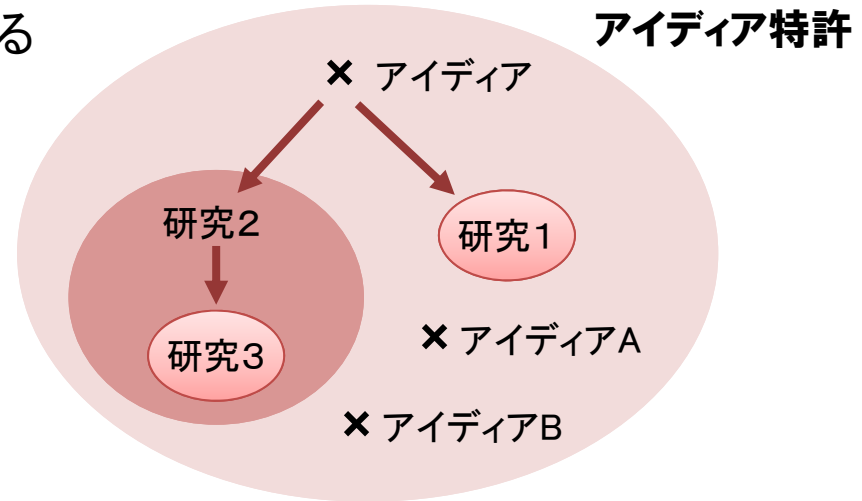 る
アイディア特許
× アイディア
研究２
研究１
研究３
× アイディアA
× アイディアB